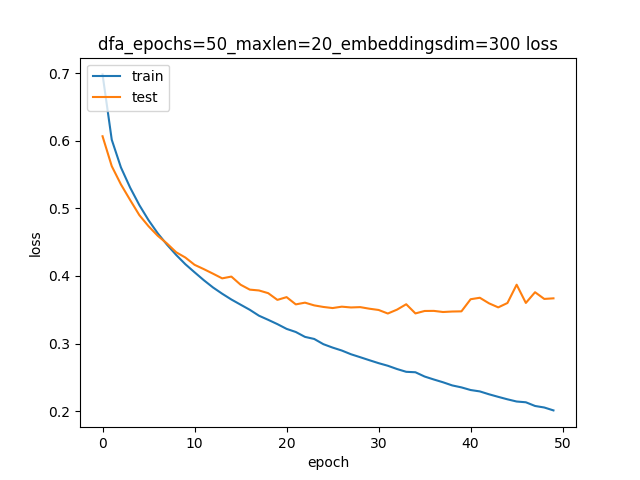 dfa_epochs=50_maxlen=20_embeddingsdim=300 loss
train
test
0.7
0.6
0.5
0.4
0.3
0.2
loss
0 10 20 30 40 50
epoch